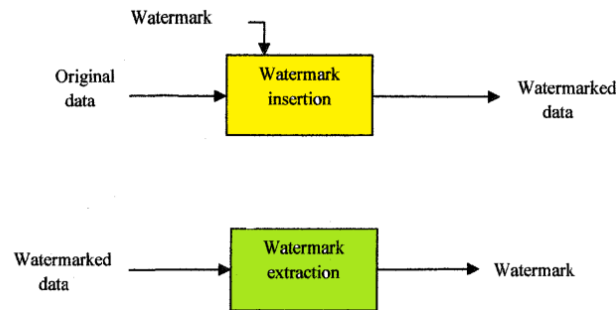 Watermark
Original
data
Watermark
insertion
Watermarked
data
Watermarked
data
Watermark
extraction
Watermark